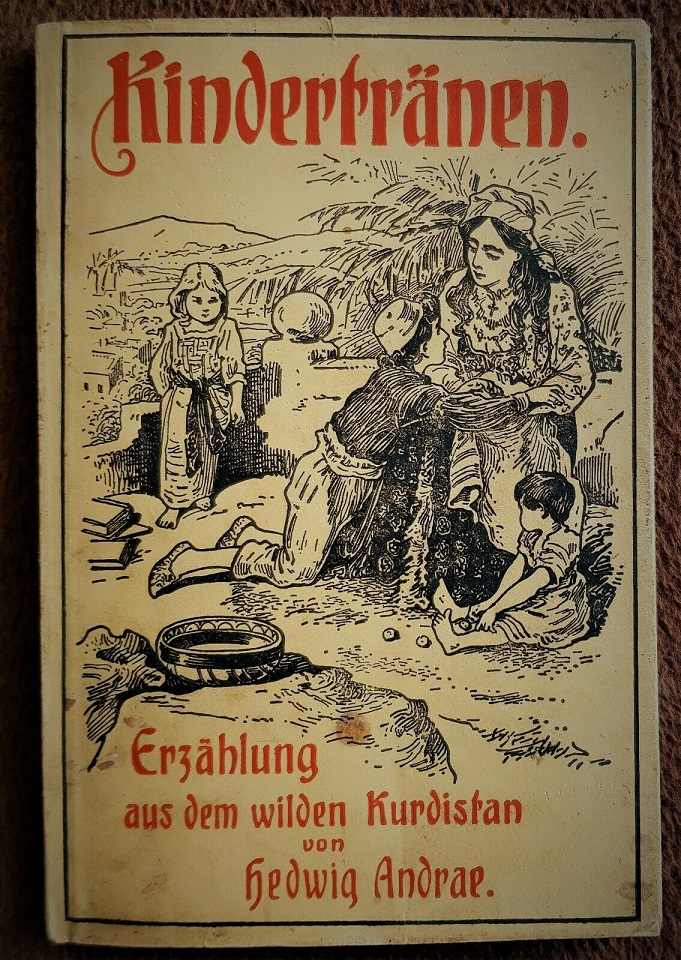 Kindertränen.
Erzählung
aus dem wilden Kurdistan
von
Hedwig Andrae.